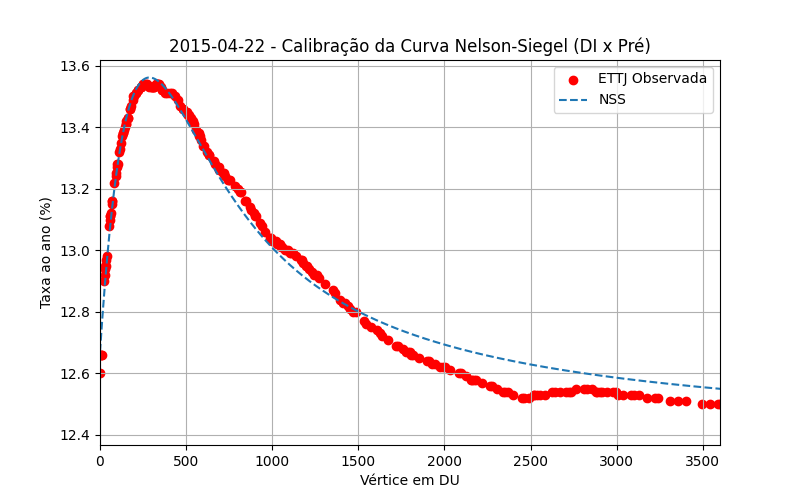 2015-04-22 - Calibração da Curva Nelson-Siegel (DI x Pré)
ETTJ Observada
NSS
Taxa ao ano (%)
13.6
13.4
13.2
13.0
12.8
12.6
12.4
0 500 1000 1500 2000 2500 3000 3500
Vértice em DU